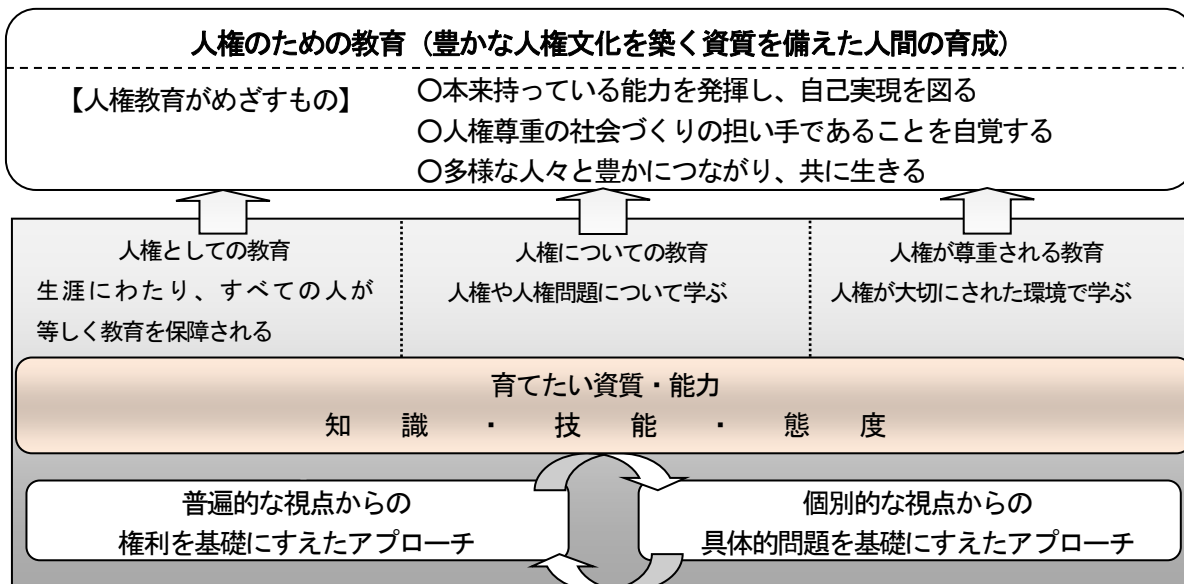 人権のための教育（豊かな人権文化を築く資質を備えた人間の育成）
【人権教育がめざすもの】
〇本来持っている能力を発揮し、自己実現を図る
〇人権尊重の社会づくりの担い手であることを自覚する
〇多様な人々と豊かにつながり、共に生きる
人権としての教育
生涯にわたり、すべての人が
等しく教育を保障される
人権についての教育
人権や人権問題について学ぶ
人権が尊重される教育
人権が大切にされた環境で学ぶ
育てたい資質・能力
知識・技能・態度
普遍的な視点からの
権利を基礎にすえたアプローチ
個別的な視点からの
具体的問題を基礎にすえたアプローチ